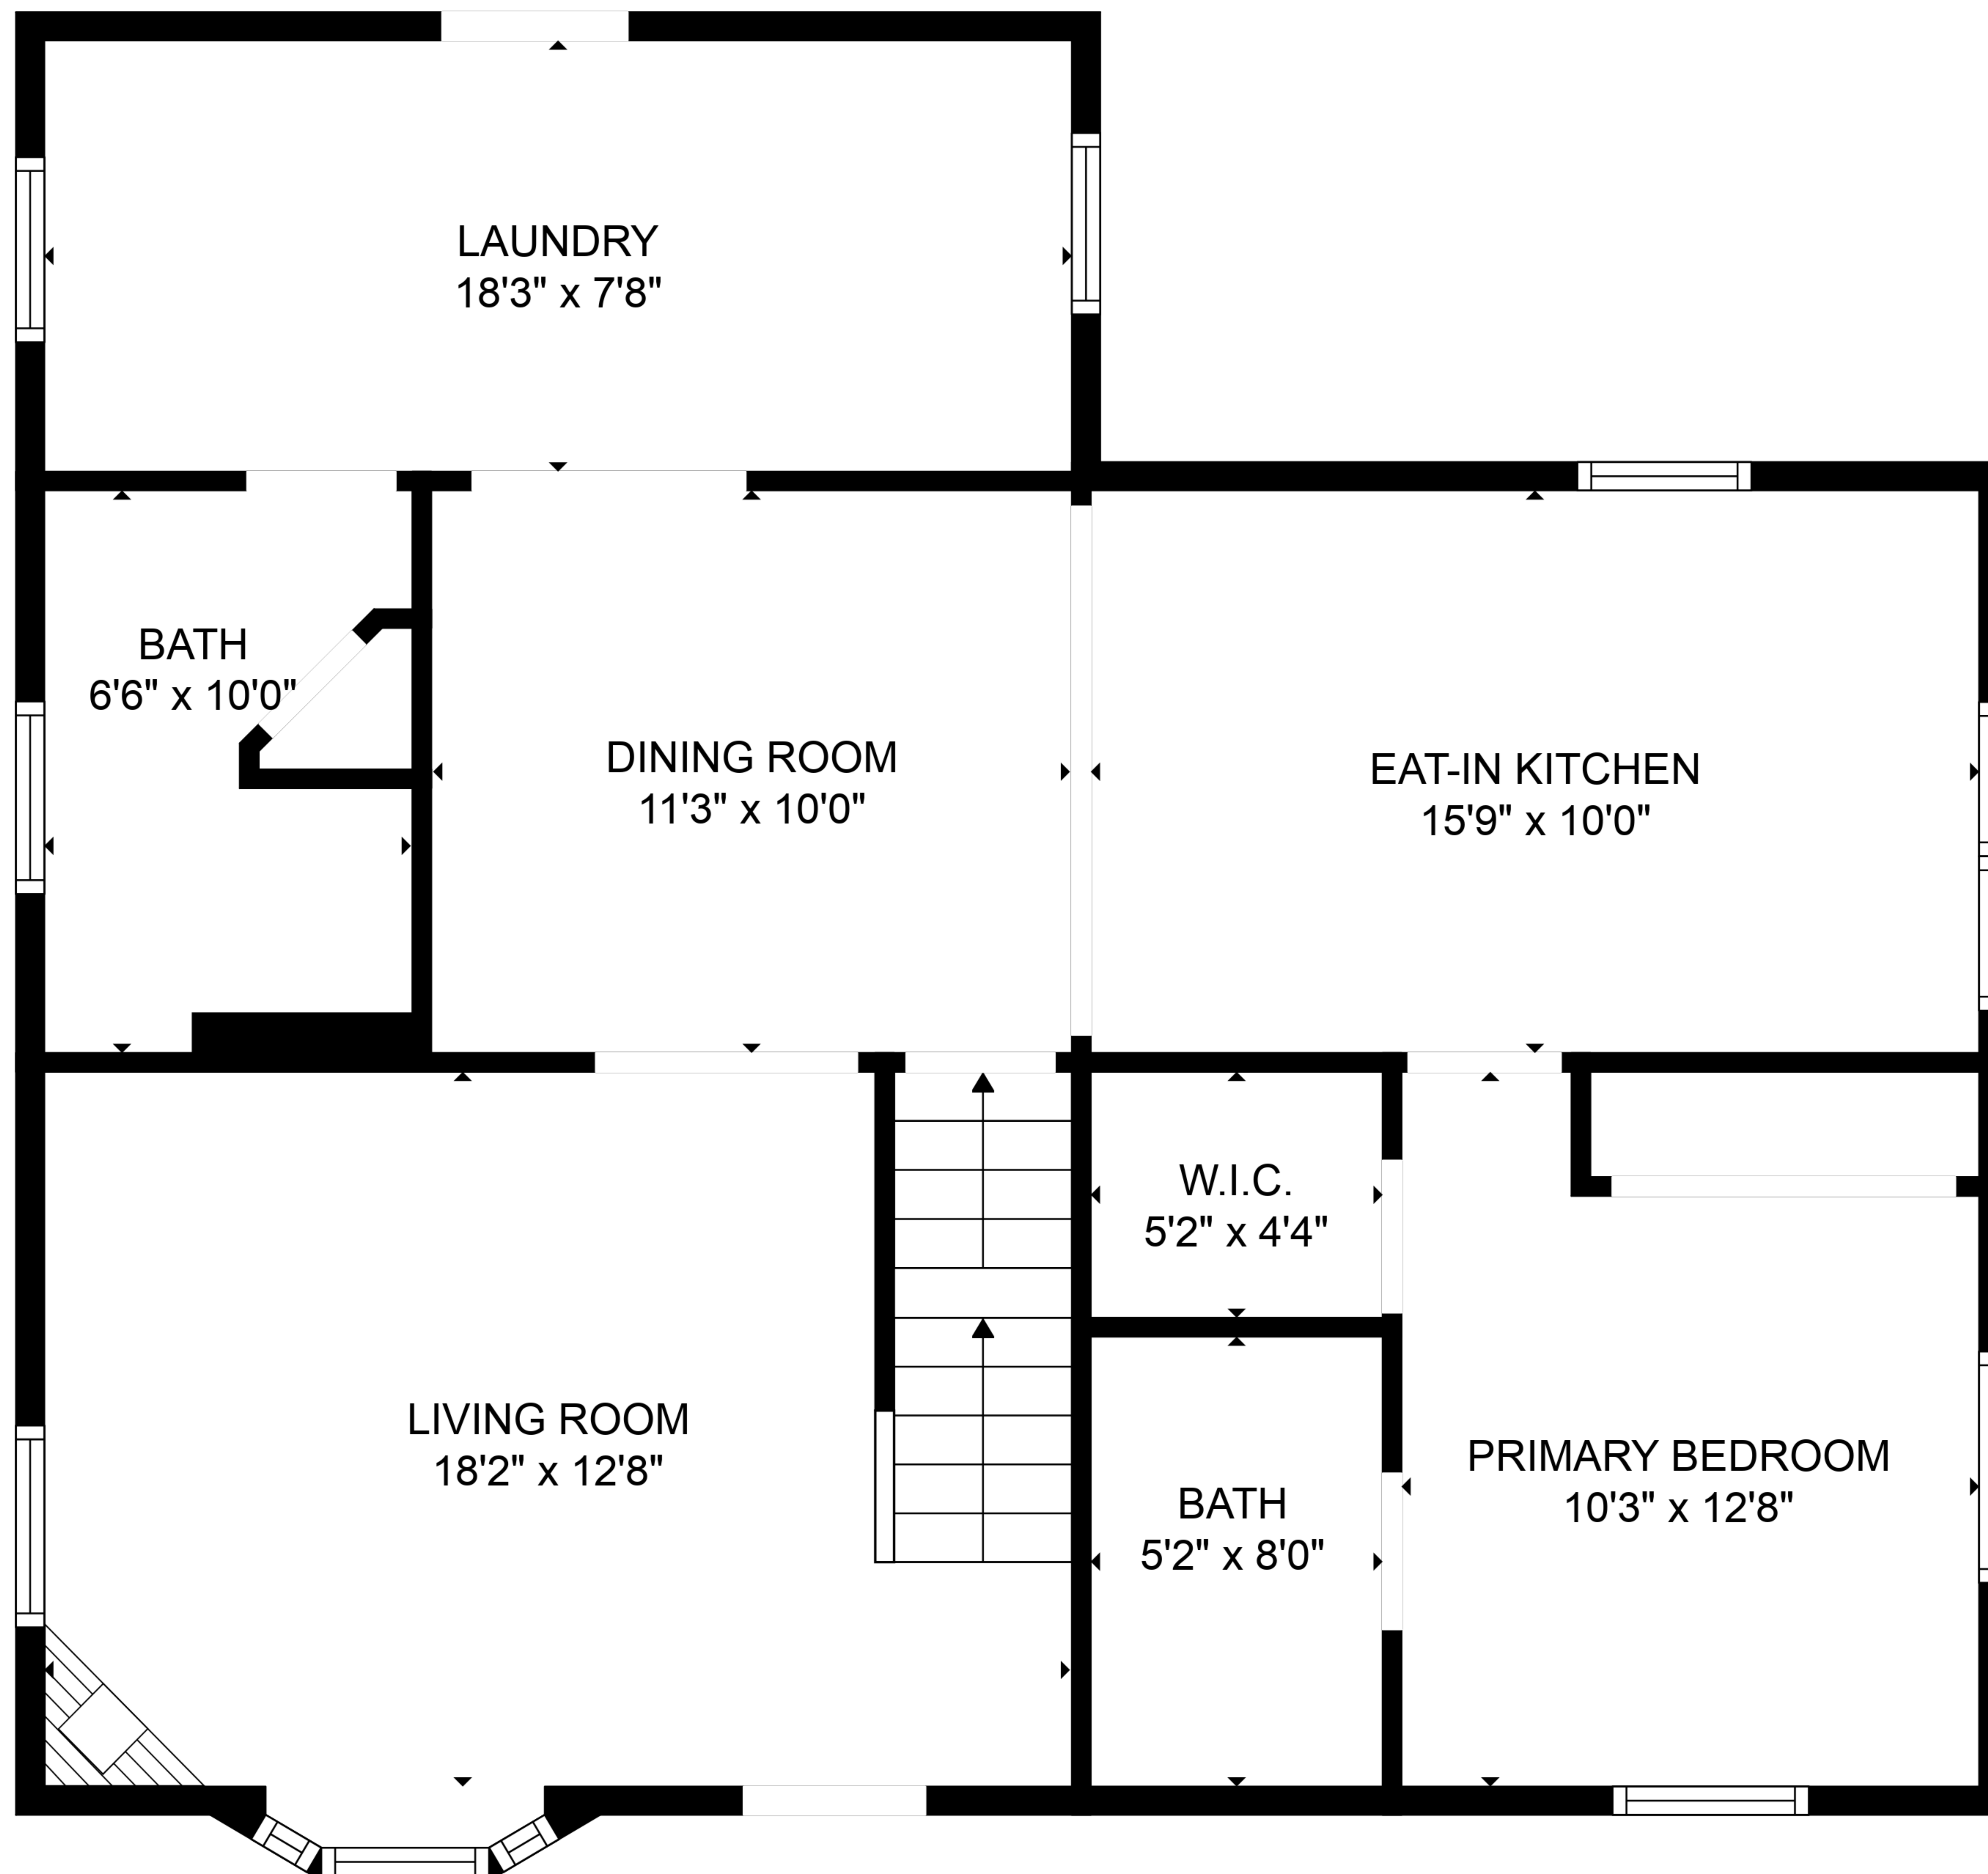 LAUNDRY
18'3" x 7'8"
BATH
6'6" x 10'0"
DINING ROOM
11'3" x 10'0"
EAT-IN KITCHEN
15'9" x 10'0"
W.I.C.
5'2" x 4'4"
LIVING ROOM
18'2" x 12'8"
BATH
5'2" x 8'0"
PRIMARY BEDROOM
10'3" x 12'8"